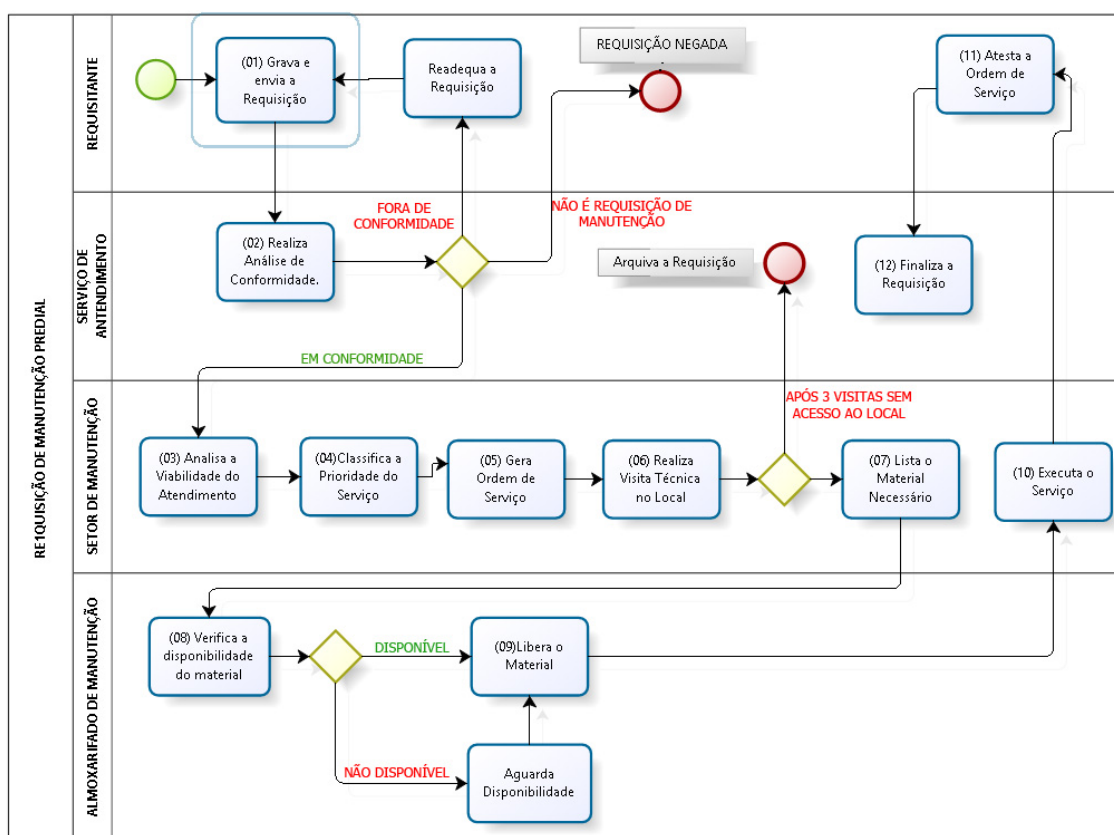 RE1QUISIÇÃO DE MANUTENÇÃO PREDIAL
REQUISITANTE
(01) Grava e
envia a
Requisição
Readequa a
Requisição
REQUISIÇÃO NEGADA
(11) Atesta a
Ordem de
Serviço
SERVIÇO DE
ANTENDIMENTO
(02) Realiza
Análise de
Conformidade.
FORA DE
CONFORMIDADE
NÃO É REQUISIÇÃO DE
MANUTENÇÃO
Arquiva a Requisição
(12) Finaliza a
Requisição
EM CONFORMIDADE
SETOR DE MANUTENÇÃO
(03) Analisa a
Viabilidade do
Atendimento
(04)Classifica a
Prioridade do
Serviço
(05) Gera
Ordem de
Serviço
(06) Realiza
Visita Técnica
no Local
APÓS 3 VISITAS SEM
ACESSO AO LOCAL
(07) Lista o
Material
Necessário
(10) Executa o
Serviço
ALMOXARIFADO DE MANUTENÇÃO
(08) Verifica a
disponibilidade
do material
DISPONÍVEL
(09)Libera o
Material
NÃO DISPONÍVEL
Aguarda
Disponibilidade